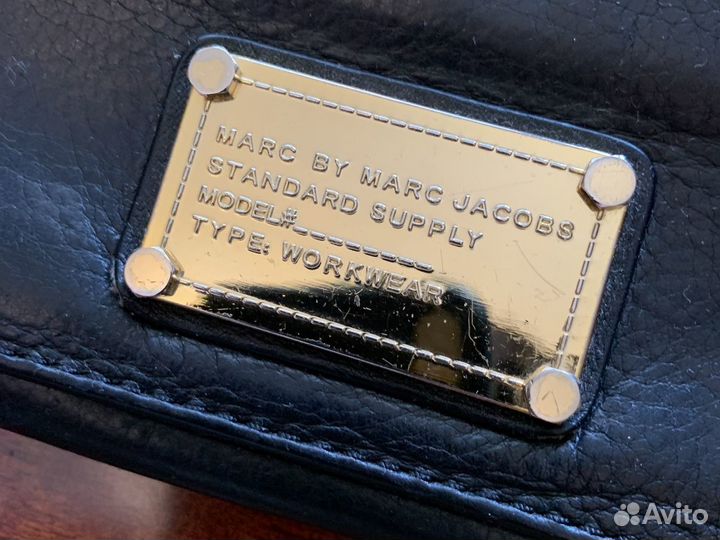 MARC BY MARC JACOBS
STANDARD SUPPLY
MODEL#_________
TYPE: WORKWEAR
Avito